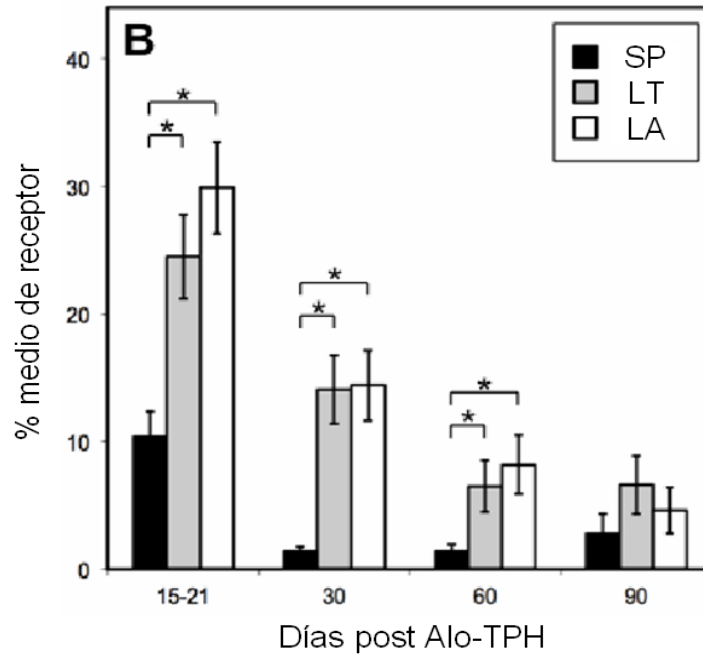 B
SP
LT
LA
% medio de receptor
40
30
20
10
0
* *
* *
* *
15-21 30 60 90
Días post Alo-TPH